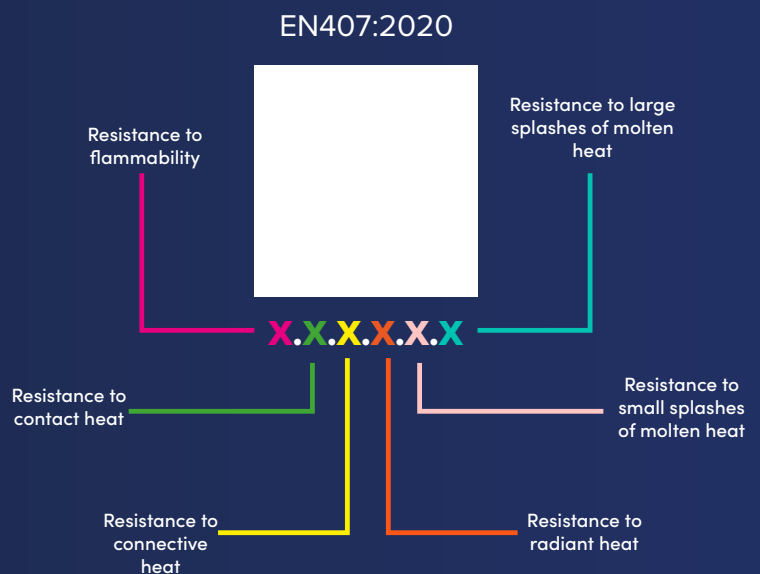 EN407:2020
Resistance to
flammability
Resistance to large
splashes of molten
heat
X.X.X.X.X.X
Resistance to
contact heat
Resistance to
small splashes
of molten heat
Resistance to
connective
heat
Resistance to
radiant heat